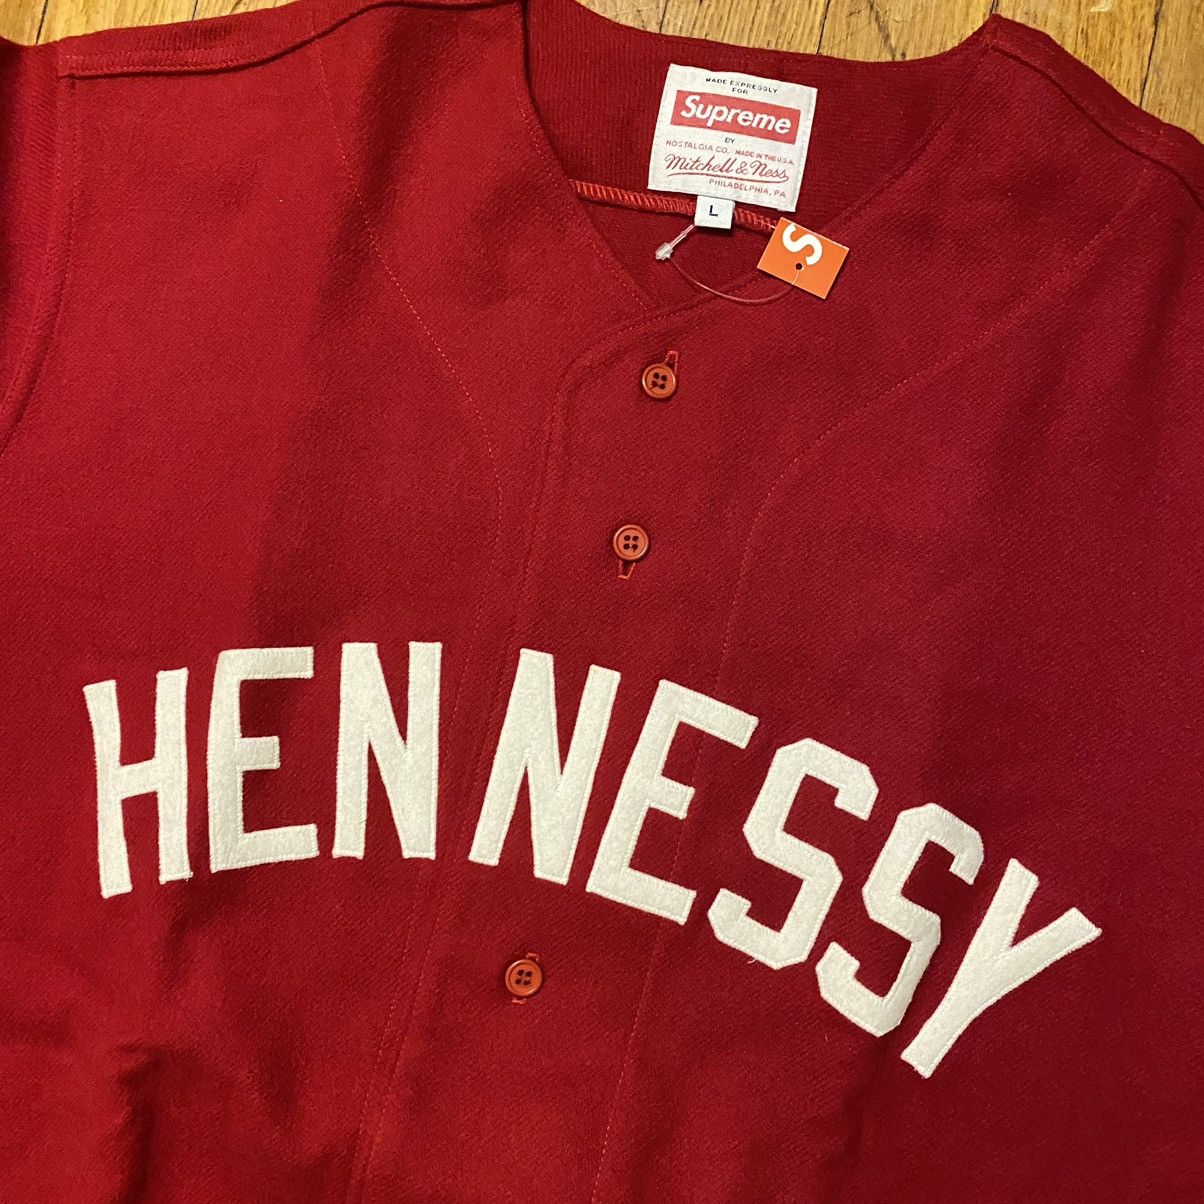 MADE EXPRESSLY
FOR
Supreme
BY
NOSTALGIA CO. MADE IN THE U.S.A.
Mitchell & Ness
PHILADELPHIA, PA
L
S
HENNESSY